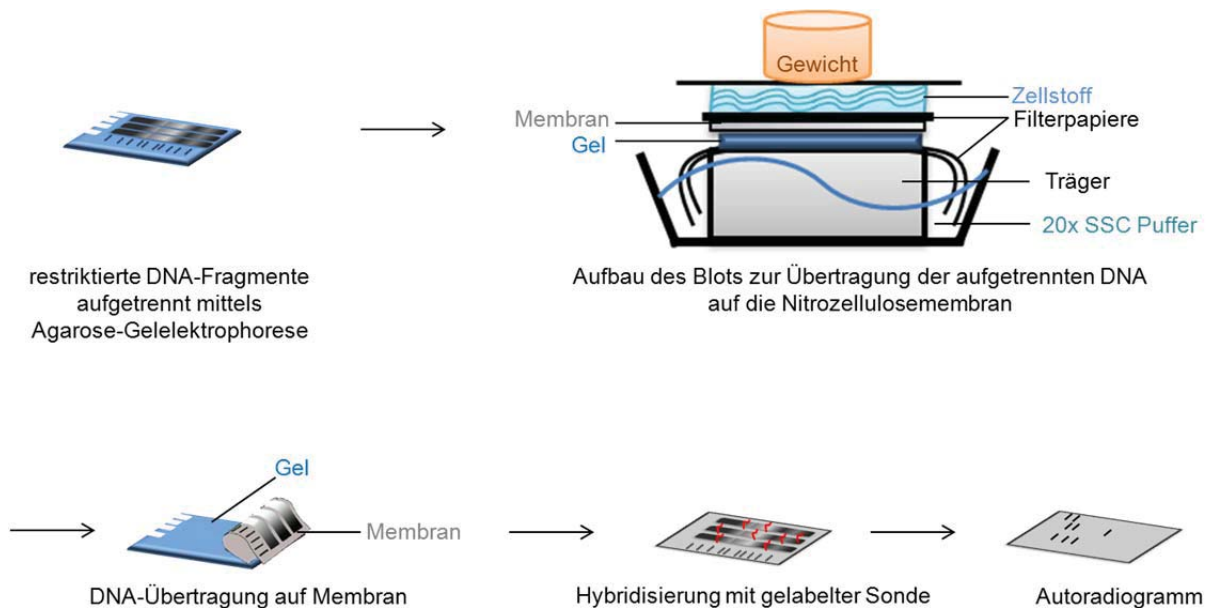 Gewicht
Zellstoff
Membran
Filterpapiere
Gel
Träger
20x SSC Puffer
restriktierte DNA-Fragmente
aufgetrennt mittels
Agarose-Gelelektrophorese
Aufbau des Blots zur Übertragung der aufgetrennten DNA
auf die Nitrozellulosemembran
Gel
Membran
DNA-Übertragung auf Membran
Hybridisierung mit gelabelter Sonde
Autoradiogramm